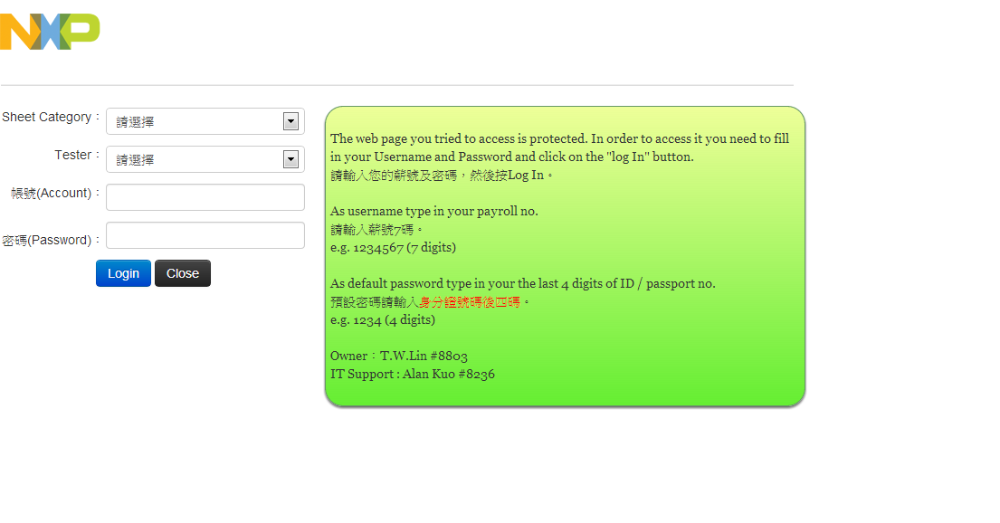 NXP
Sheet Category：
請選擇
Tester：
請選擇
帳號(Account)：
密碼(Password)：
Login
Close
The web page you tried to access is protected. In order to access it you need to fill
in your Username and Password and click on the "log In" button.
請輸入您的薪號及密碼，然後按Log In。
As username type in your payroll no.
請輸入薪號7碼。
e.g. 1234567 (7 digits)
As default password type in your the last 4 digits of ID / passport no.
預設密碼請輸入身分證號碼後四碼。
e.g. 1234 (4 digits)
Owner：T.W.Lin #8803
IT Support : Alan Kuo #8236